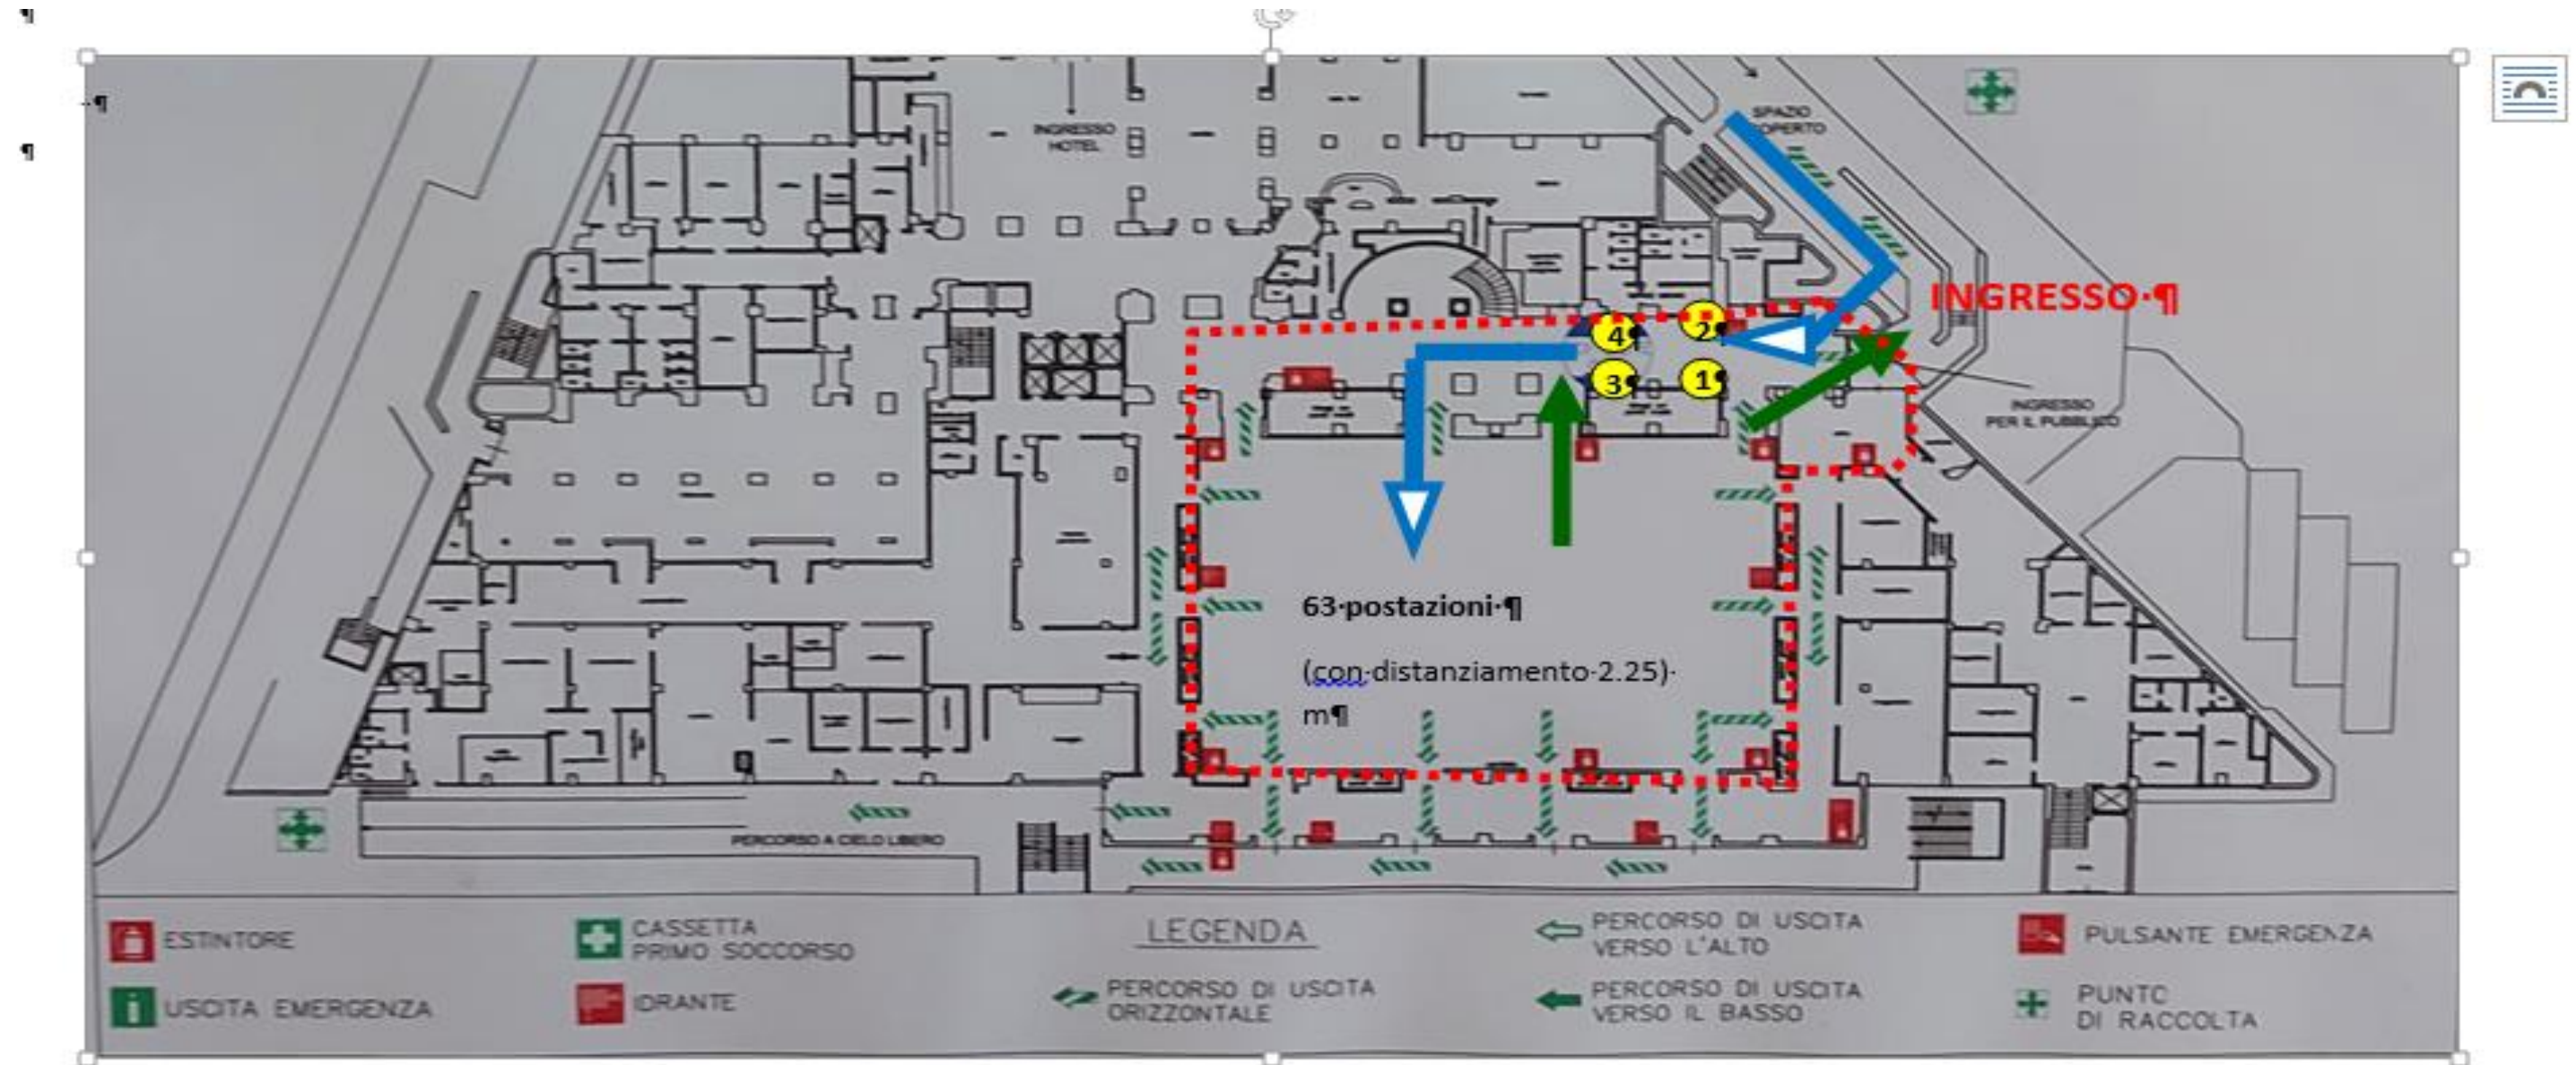 INGRESSO
HOTEL
SPAZIO
OPERTO
INGRESSO ¶
4
2
3
1
INGRESSO
PER IL PUBBLICO
63 postazioni ¶
(con distanziamento 2.25)
m¶
PERCORSO A CIELO LIBERO
LEGENDA
ESTINTORE
USCITA EMERGENZA
CASSETTA
PRIMO SOCCORSO
IDRANTE
PERCORSO DI USCITA
ORIZZONTALE
PERCORSO DI USCITA
VERSO L'ALTO
PERCORSO DI USCITA
VERSO IL BASSO
PULSANTE EMERGENZA
PUNTO
DI RACCOLTA